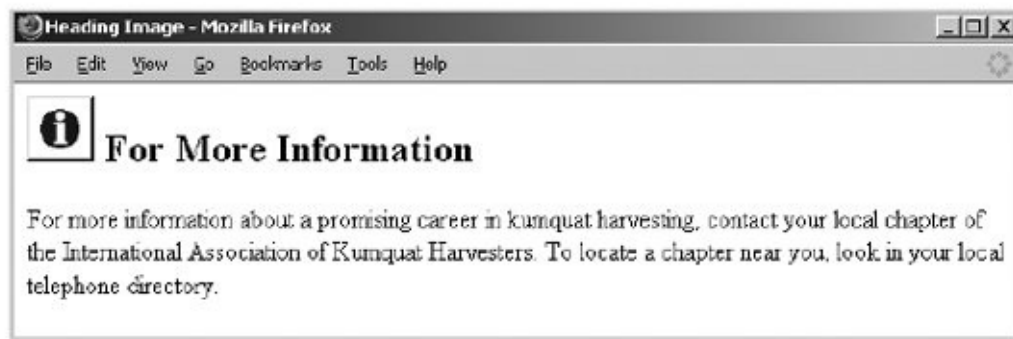 Heading Image - Mozilla Firefox
File Edit View Go Bookmarks Tools Help
i For More Information
For more information about a promising career in kumquat harvesting, contact your local chapter of
the International Association of Kumquat Harvesters. To locate a chapter near you, look in your local
telephone directory.